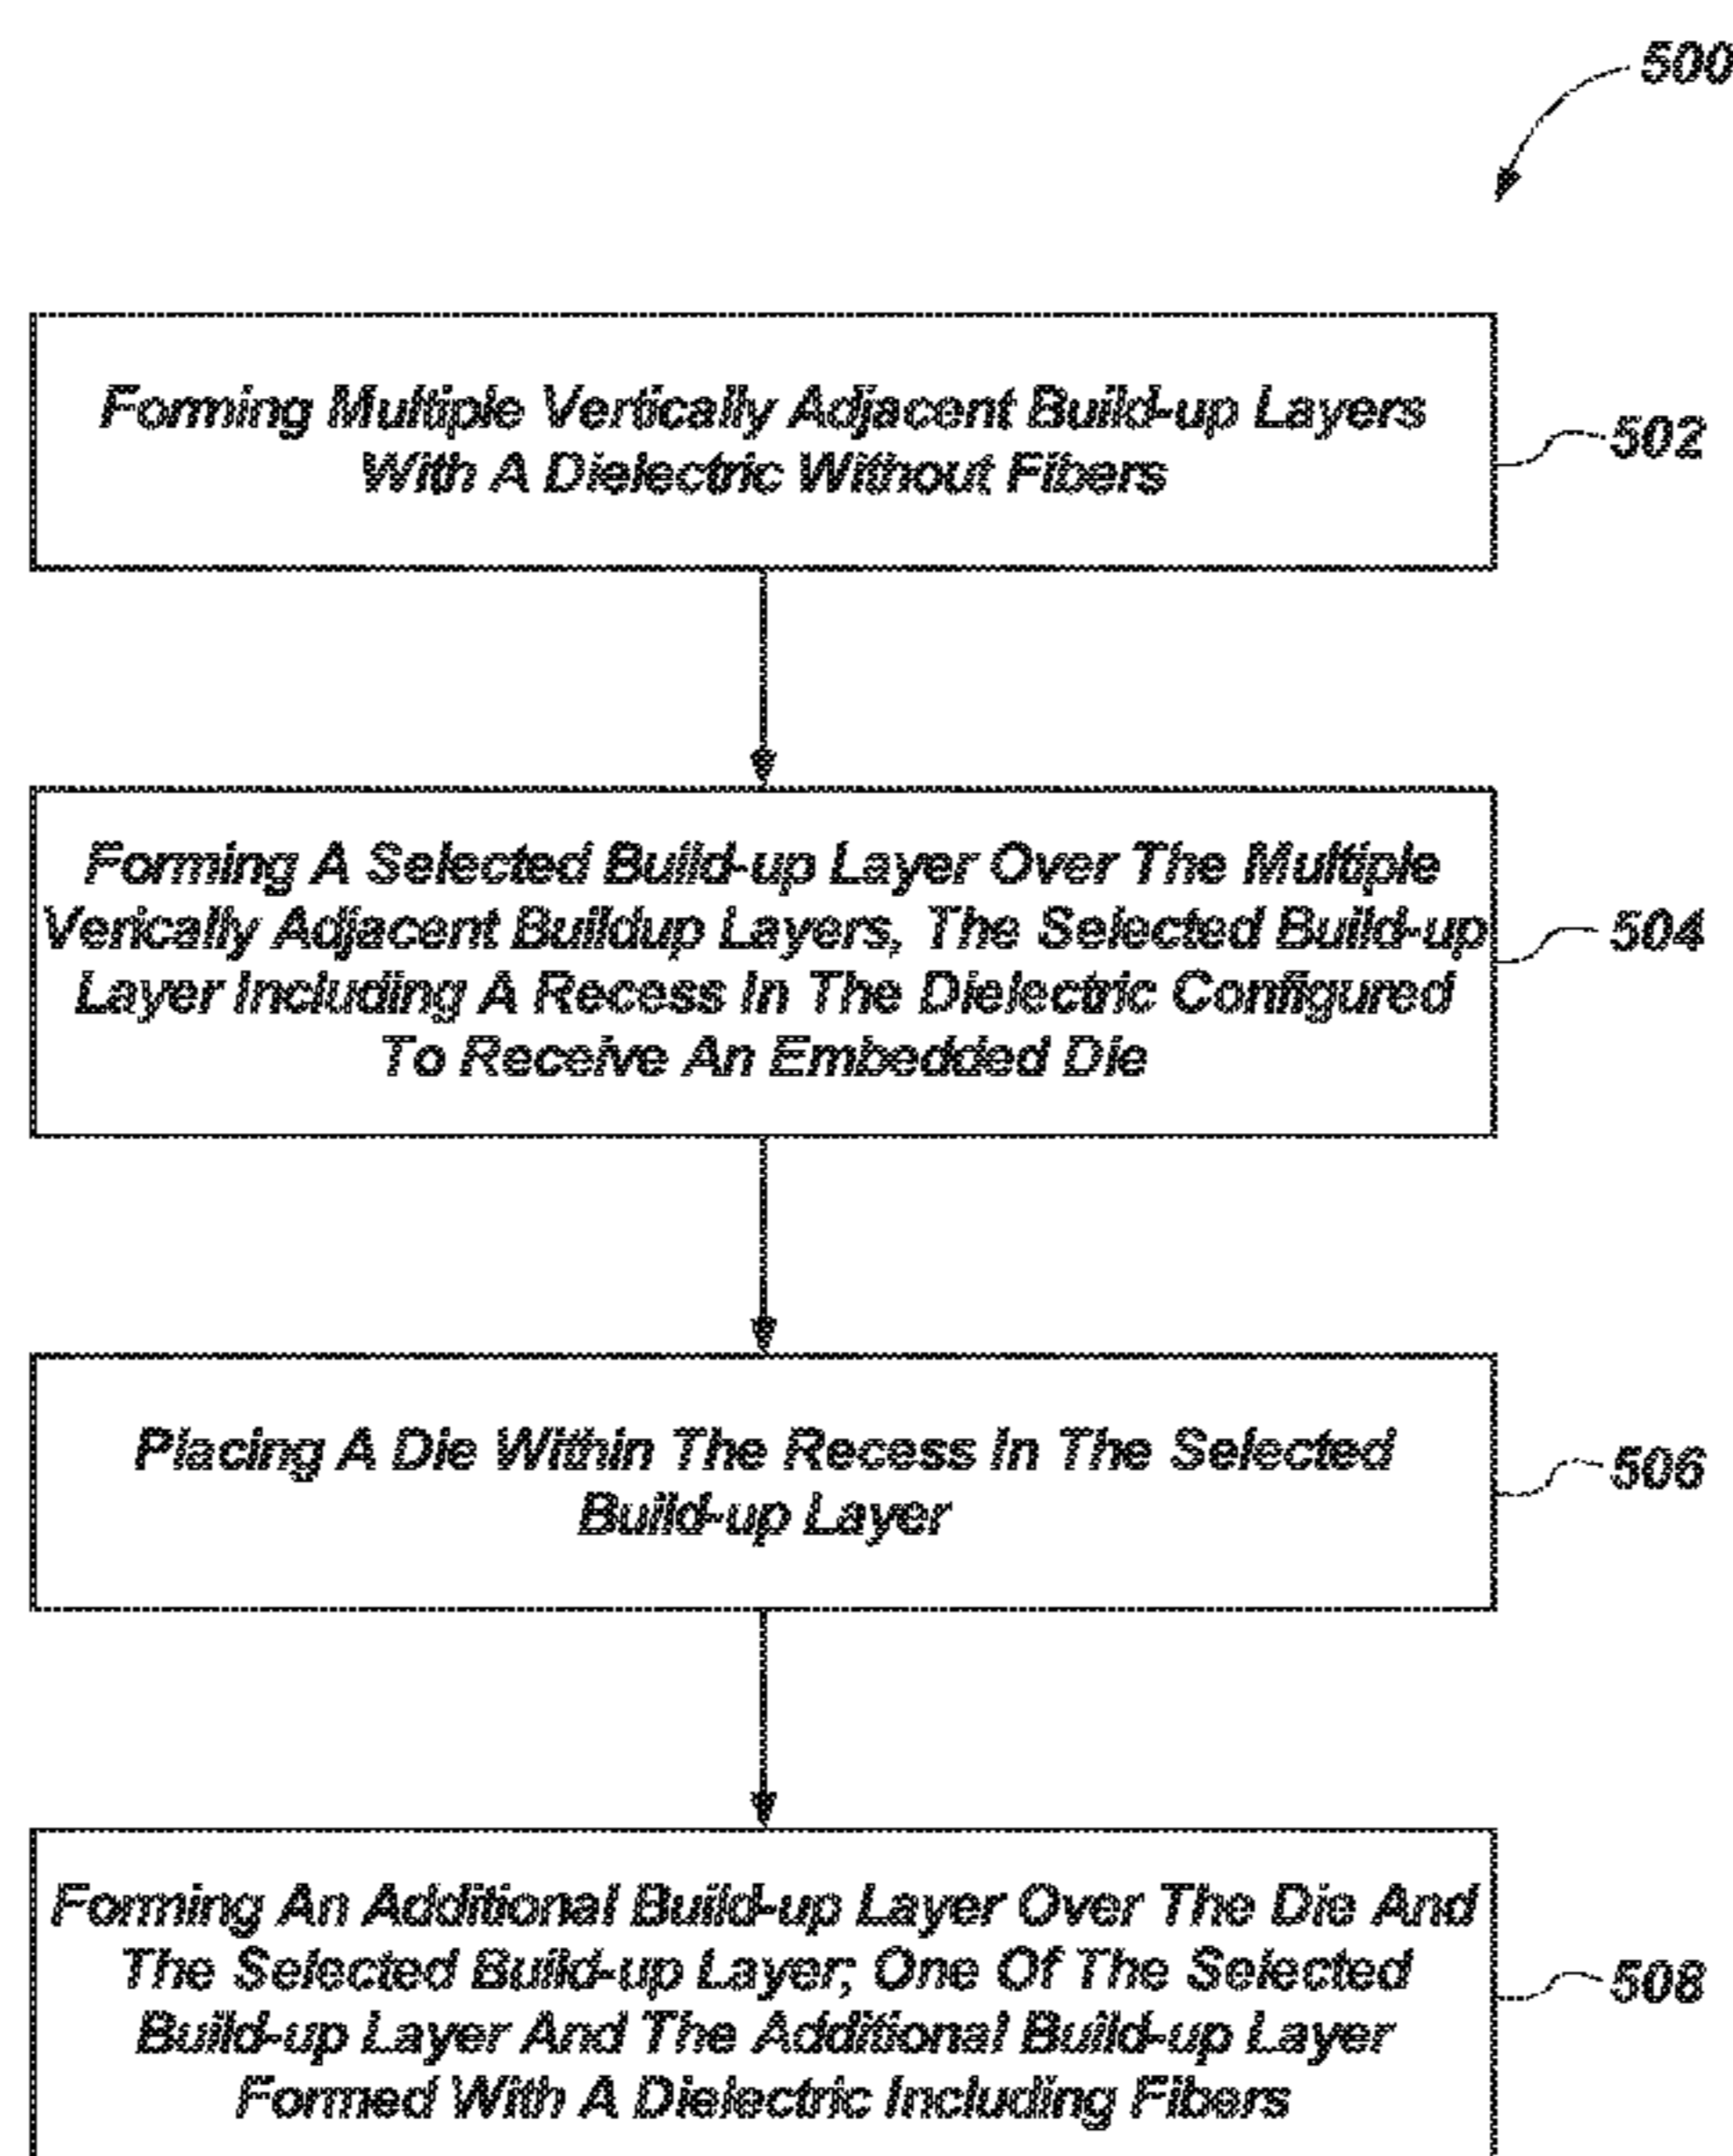 500
Forming Multiple Vertically Adjacent Build-up Layers
With A Dielectric Without Fibers
502
Forming A Selected Build-up Layer Over The Multiple
Verically Adjacent Buildup Layers, The Selected Build-up
Layer Including A Recess In The Dielectric Configured
To Receive An Embedded Die
504
Placing A Die Within The Recess In The Selected
Build-up Layer
506
Forming An Additional Build-up Layer Over The Die And
The Selected Build-up Layer, One Of The Selected
Build-up Layer And The Additional Build-up Layer
Formed With A Dielectric Including Fibers
508